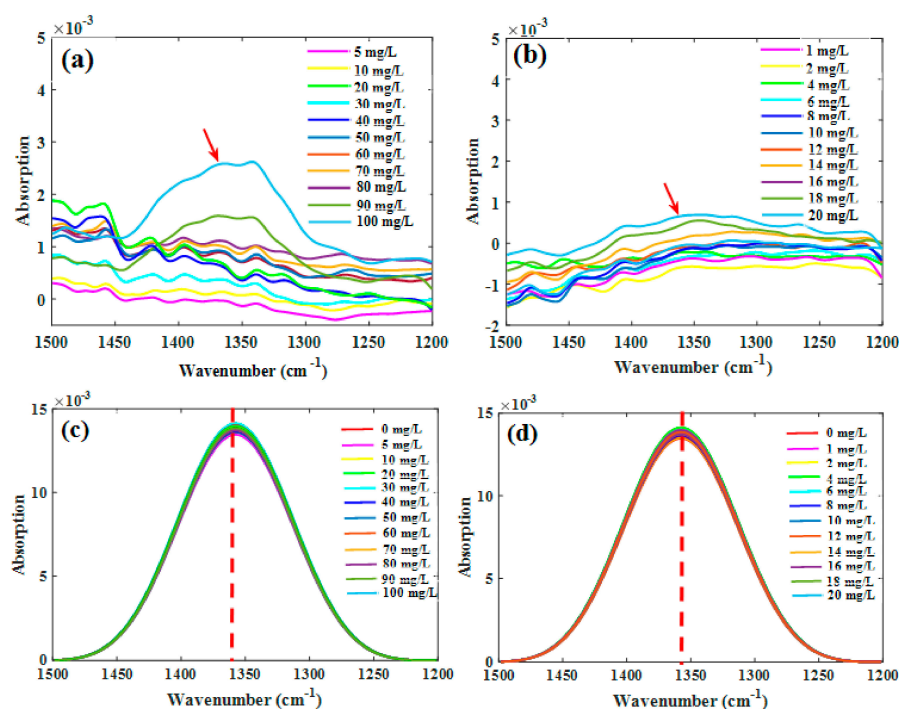 ×10⁻³
(a)
5
4
3
2
1
0
Absorption
5 mg/L
10 mg/L
20 mg/L
30 mg/L
40 mg/L
50 mg/L
60 mg/L
70 mg/L
80 mg/L
90 mg/L
100 mg/L
1500 1450 1400 1350 1300 1250 1200
Wavenumber (cm⁻¹)
×10⁻³
(b)
5
4
3
2
1
0
-1
-2
Absorption
1 mg/L
2 mg/L
4 mg/L
6 mg/L
8 mg/L
10 mg/L
12 mg/L
14 mg/L
16 mg/L
18 mg/L
20 mg/L
1500 1450 1400 1350 1300 1250 1200
Wavenumber (cm⁻¹)
×10⁻³
(c)
15
10
5
0
Absorption
0 mg/L
5 mg/L
10 mg/L
20 mg/L
30 mg/L
40 mg/L
50 mg/L
60 mg/L
70 mg/L
80 mg/L
90 mg/L
100 mg/L
1500 1400 1300 1200
Wavenumber (cm⁻¹)
×10⁻³
(d)
15
10
5
0
Absorption
0 mg/L
1 mg/L
2 mg/L
4 mg/L
6 mg/L
8 mg/L
10 mg/L
12 mg/L
14 mg/L
16 mg/L
18 mg/L
20 mg/L
1500 1400 1300 1200
Wavenumber (cm⁻¹)